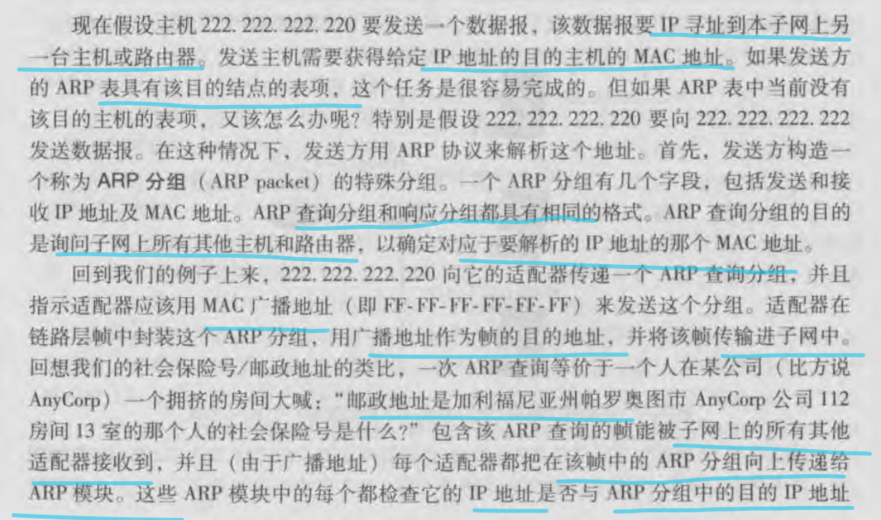 现在假设主机 222. 222. 222. 220 要发送一个数据报，该数据报要 IP 寻址到本子网上另
一台主机或路由器。发送主机需要获得给定 IP 地址的目的主机的 MAC 地址。如果发送方
的 ARP 表具有该目的结点的表项，这个任务是很容易完成的。但如果 ARP 表中当前没有
该目的主机的表项，又该怎么办呢？特别是假设 222. 222. 222. 220 要向 222. 222. 222. 222
发送数据报。在这种情况下，发送方用 ARP 协议来解析这个地址。首先，发送方构造一
个称为 ARP 分组（ARP packet）的特殊分组。一个 ARP 分组有几个字段，包括发送和接
收 IP 地址及 MAC 地址。ARP 查询分组和响应分组都具有相同的格式。ARP 查询分组的目的
是询问子网上所有其他主机和路由器，以确定对应于要解析的 IP 地址的那个 MAC 地址。
回到我们的例子上来，222. 222. 222. 220 向它的适配器传递一个 ARP 查询分组，并且
指示适配器应该用 MAC 广播地址（即 FF-FF-FF-FF-FF-FF）来发送这个分组。适配器在
链路层帧中封装这个 ARP 分组，用广播地址作为帧的目的地址，并将该帧传输进子网中。
回想我们的社会保险号/邮政地址的类比，一次 ARP 查询等价于一个人在某公司（比方说
AnyCorp）一个拥挤的房间大喊：“邮政地址是加利福尼亚州帕罗奥图市 AnyCorp 公司 112
房间 13 室的那个人的社会保险号是什么？”包含该 ARP 查询的帧能被子网上的所有其他
适配器接收到，并且（由于广播地址）每个适配器都把在该帧中的 ARP 分组向上传递给
ARP 模块。这些 ARP 模块中的每个都检查它的 IP 地址是否与 ARP 分组中的目的 IP 地址